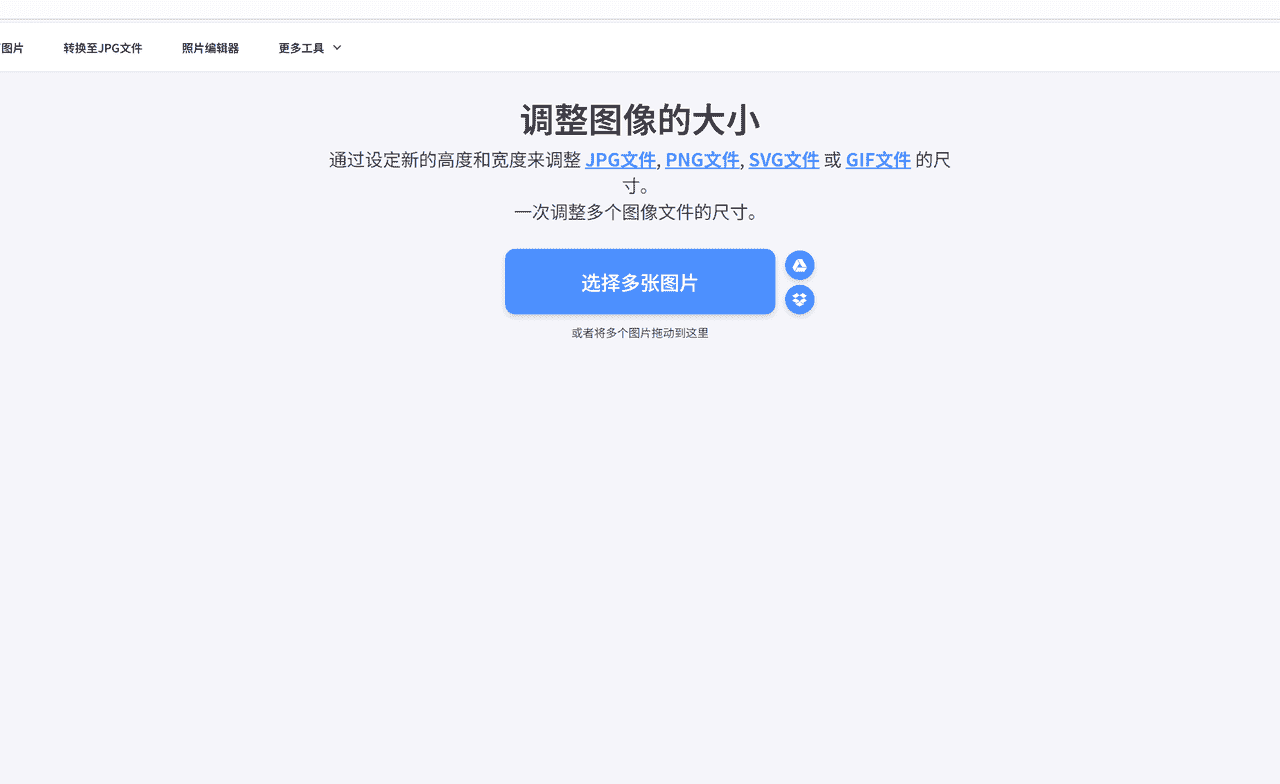 图片
转换至JPG文件
照片编辑器
更多工具
调整图像的大小
通过设定新的高度和宽度来调整 JPG文件, PNG文件, SVG文件 或 GIF文件 的尺
寸。
一次调整多个图像文件的尺寸。
选择多张图片
或者将多个图片拖动到这里